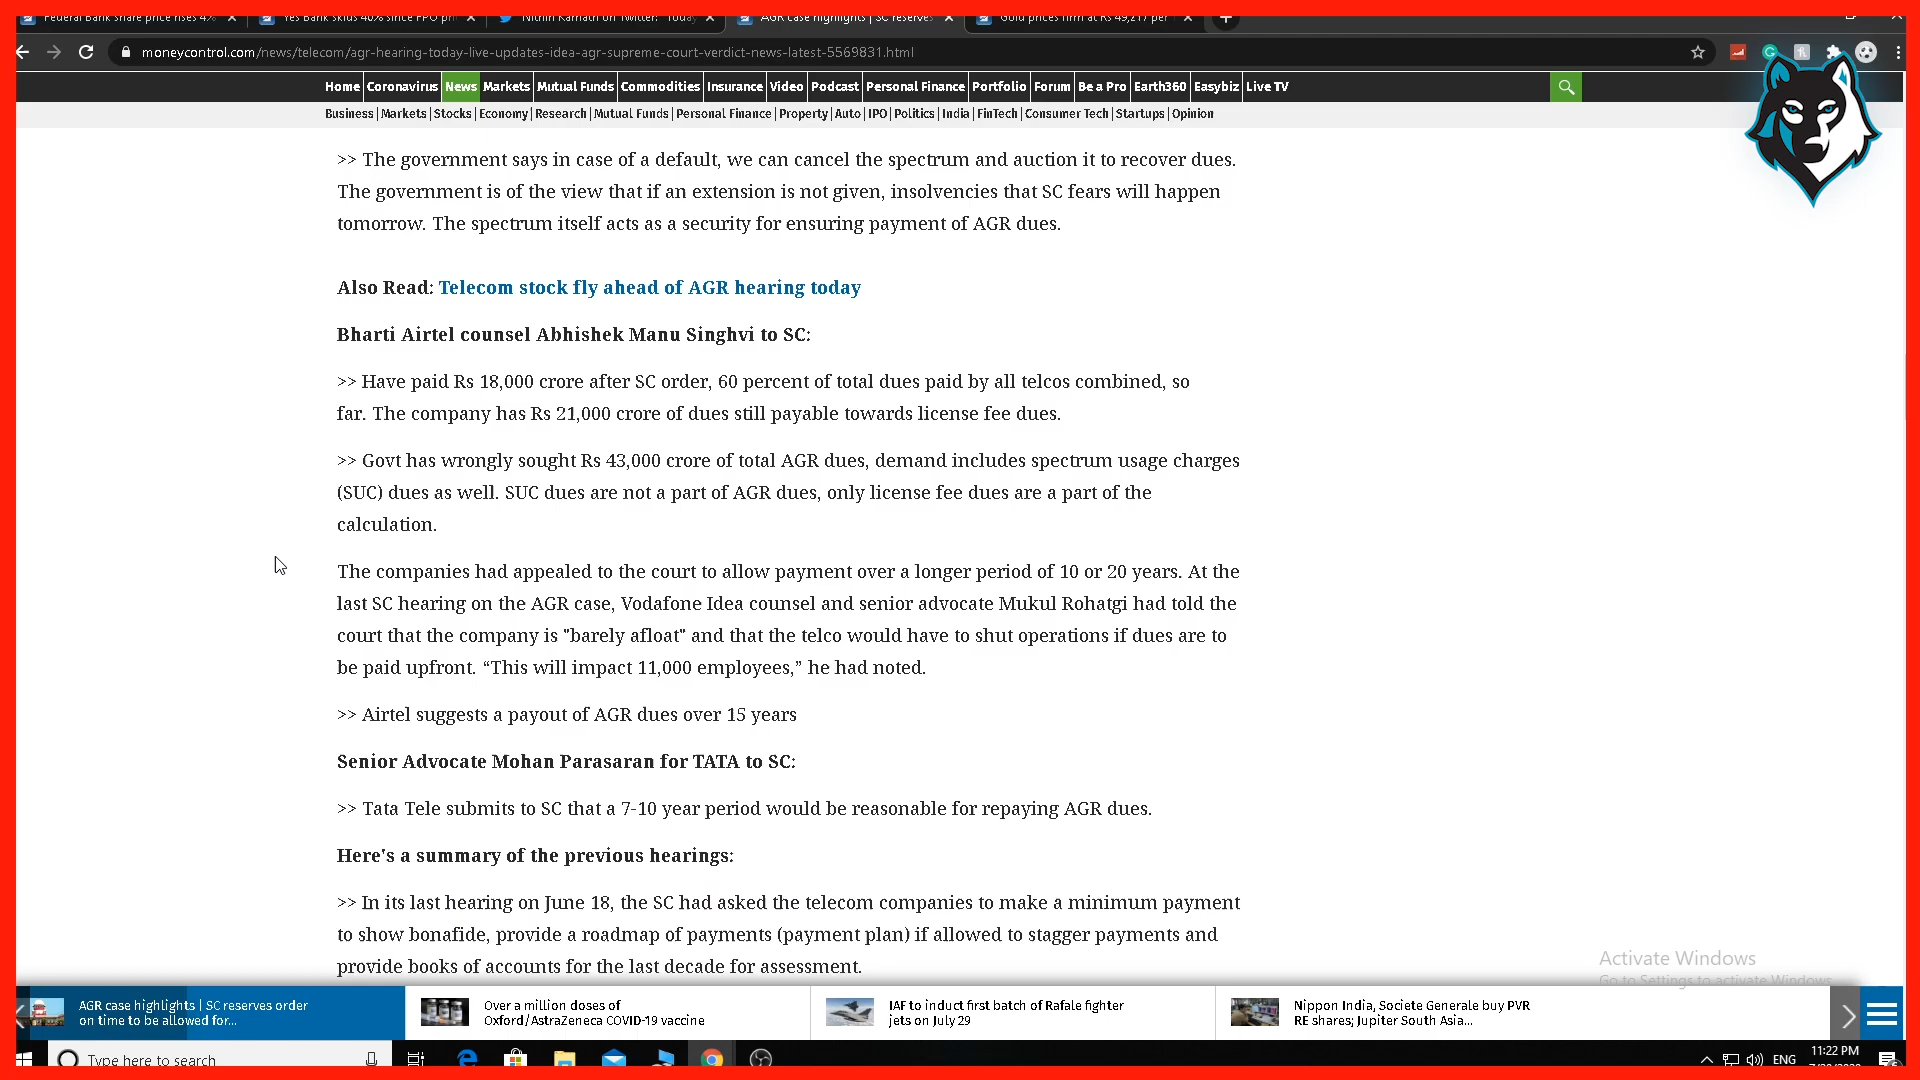 Federal Bank share price rises 4%
Yes Bank skids 40% since FPO pri
Nithin Kamath on Twitter: "Today
AGR case highlights | SC reserves
Gold prices firm at Rs 49,217 per
moneycontrol.com/news/telecom/agr-hearing-today-live-updates-idea-agr-supreme-court-verdict-news-latest-5569831.html
Home Coronavirus News Markets Mutual Funds Commodities Insurance Video Podcast Personal Finance Portfolio Forum Be a Pro Earth360 Easybiz Live TV
Business | Markets | Stocks | Economy | Research | Mutual Funds | Personal Finance | Property | Auto | IPO | Politics | India | FinTech | Consumer Tech | Startups | Opinion
>> The government says in case of a default, we can cancel the spectrum and auction it to recover dues.
The government is of the view that if an extension is not given, insolvencies that SC fears will happen
tomorrow. The spectrum itself acts as a security for ensuring payment of AGR dues.
Also Read: Telecom stock fly ahead of AGR hearing today
Bharti Airtel counsel Abhishek Manu Singhvi to SC:
>> Have paid Rs 18,000 crore after SC order, 60 percent of total dues paid by all telcos combined, so
far. The company has Rs 21,000 crore of dues still payable towards license fee dues.
>> Govt has wrongly sought Rs 43,000 crore of total AGR dues, demand includes spectrum usage charges
(SUC) dues as well. SUC dues are not a part of AGR dues, only license fee dues are a part of the
calculation.
The companies had appealed to the court to allow payment over a longer period of 10 or 20 years. At the
last SC hearing on the AGR case, Vodafone Idea counsel and senior advocate Mukul Rohatgi had told the
court that the company is "barely afloat" and that the telco would have to shut operations if dues are to
be paid upfront. “This will impact 11,000 employees,” he had noted.
>> Airtel suggests a payout of AGR dues over 15 years
Senior Advocate Mohan Parasaran for TATA to SC:
>> Tata Tele submits to SC that a 7-10 year period would be reasonable for repaying AGR dues.
Here's a summary of the previous hearings:
>> In its last hearing on June 18, the SC had asked the telecom companies to make a minimum payment
to show bonafide, provide a roadmap of payments (payment plan) if allowed to stagger payments and
provide books of accounts for the last decade for assessment.
Activate Windows
Go to Settings to activate Windows.
AGR case highlights | SC reserves order
on time to be allowed for...
Over a million doses of
Oxford/AstraZeneca COVID-19 vaccine
IAF to induct first batch of Rafale fighter
jets on July 29
Nippon India, Societe Generale buy PVR
RE shares; Jupiter South Asia...
Type here to search
ENG
11:22 PM